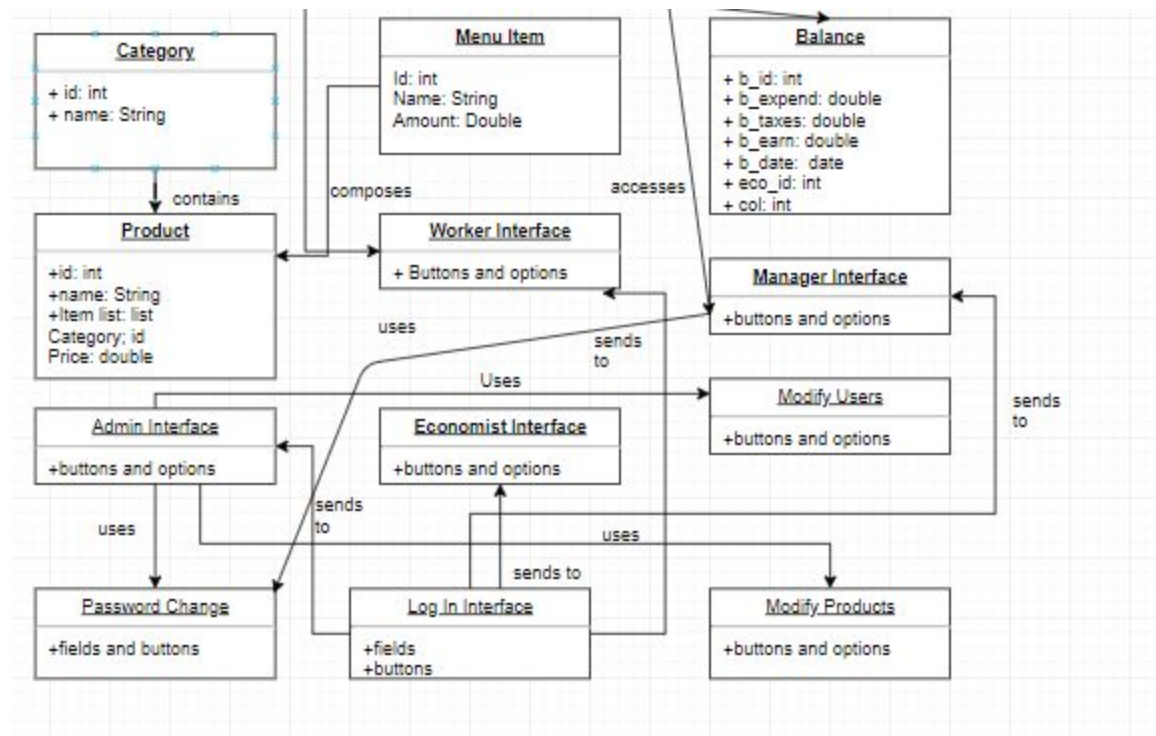 Category
+ id: int
+ name: String
Menu Item
Id: int
Name: String
Amount: Double
Balance
+ b_id: int
+ b_expend: double
+ b_taxes: double
+ b_earn: double
+ b_date:  date
+ eco_id: int
+ col: int
contains
composes
accesses
Product
+id: int
+name: String
+Item list: list
Category; id
Price: double
Worker Interface
+ Buttons and options
Manager Interface
+buttons and options
uses
sends
to
Uses
Modify Users
+buttons and options
sends
to
Admin Interface
+buttons and options
Economist Interface
+buttons and options
sends
to
uses
uses
sends to
Password Change
+fields and buttons
Log In Interface
+fields
+buttons
Modify Products
+buttons and options